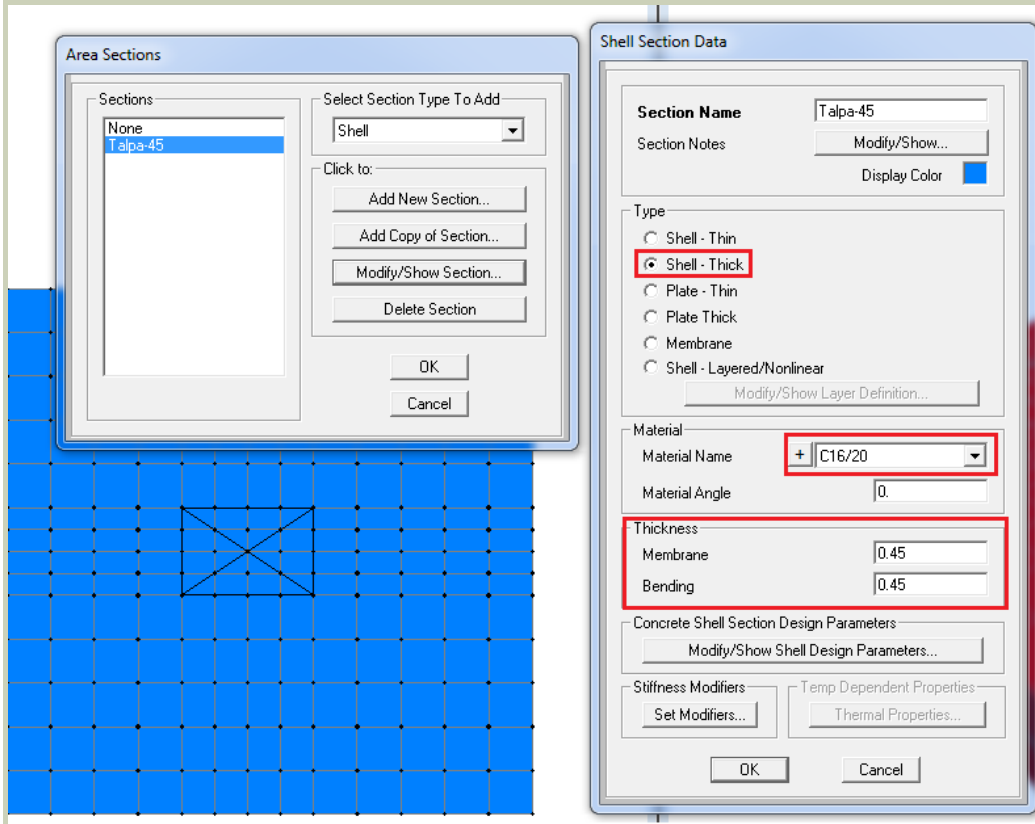 Area Sections
Sections
None
Talpa-45
Select Section Type To Add
Shell
Click to:
Add New Section...
Add Copy of Section...
Modify/Show Section...
Delete Section
OK
Cancel
Shell Section Data
Section Name
Talpa-45
Section Notes
Modify/Show...
Display Color
Type
Shell - Thin
Shell - Thick
Plate - Thin
Plate Thick
Membrane
Shell - Layered/Nonlinear
Modify/Show Layer Definition...
Material
Material Name
+
C16/20
Material Angle
0.
Thickness
Membrane
0.45
Bending
0.45
Concrete Shell Section Design Parameters
Modify/Show Shell Design Parameters...
Stiffness Modifiers
Set Modifiers...
Temp Dependent Properties
Thermal Properties...
OK
Cancel